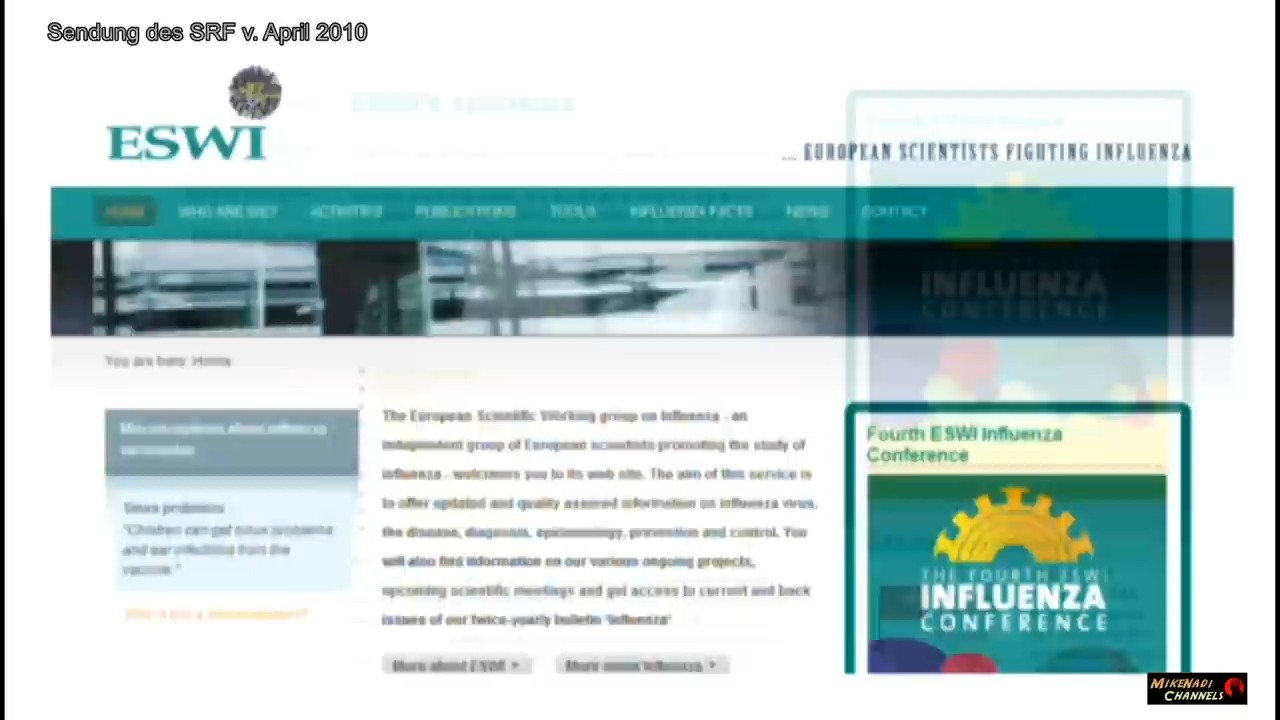 Sendung des SRF v. April 2010
ESWI
... EUROPEAN SCIENTISTS FIGHTING INFLUENZA
HOME WHO ARE WE? ACTIVITIES PUBLICATIONS TOOLS INFLUENZA FACTS NEWS CONTACT
INFLUENZA
CONFERENCE
You are here: Home
Misconceptions about influenza
vaccination
Sinus problems
"Children can get sinus problems
and ear infections from the
vaccine."
Why is this a misconception?
The European Scientific Working group on Influenza - an
independent group of European scientists promoting the study of
influenza - welcomes you to its web site. The aim of this service is
to offer updated and quality assured information on influenza virus,
the disease, diagnosis, epidemiology, prevention and control. You
will also find information on our various ongoing projects,
upcoming scientific meetings and get access to current and back
issues of our twice-yearly bulletin 'Influenza'
More about ESWI
More about Influenza
Fourth ESWI Influenza
Conference
THE FOURTH ESWI
INFLUENZA
CONFERENCE
MIKENADI
CHANNELS